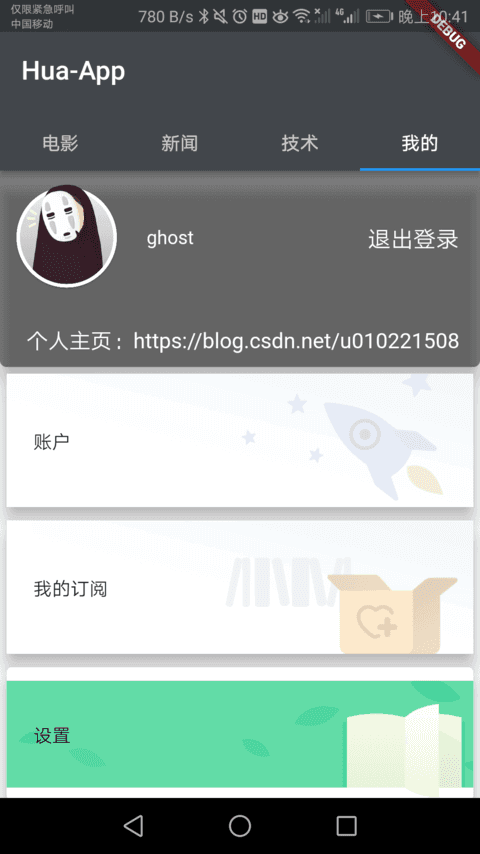 仅限紧急呼叫
中国移动
780 B/s HD 4G 晚上10:41
DEBUG
Hua-App
电影 新闻 技术 我的
ghost 退出登录
个人主页：https://blog.csdn.net/u010221508
账户
我的订阅
设置